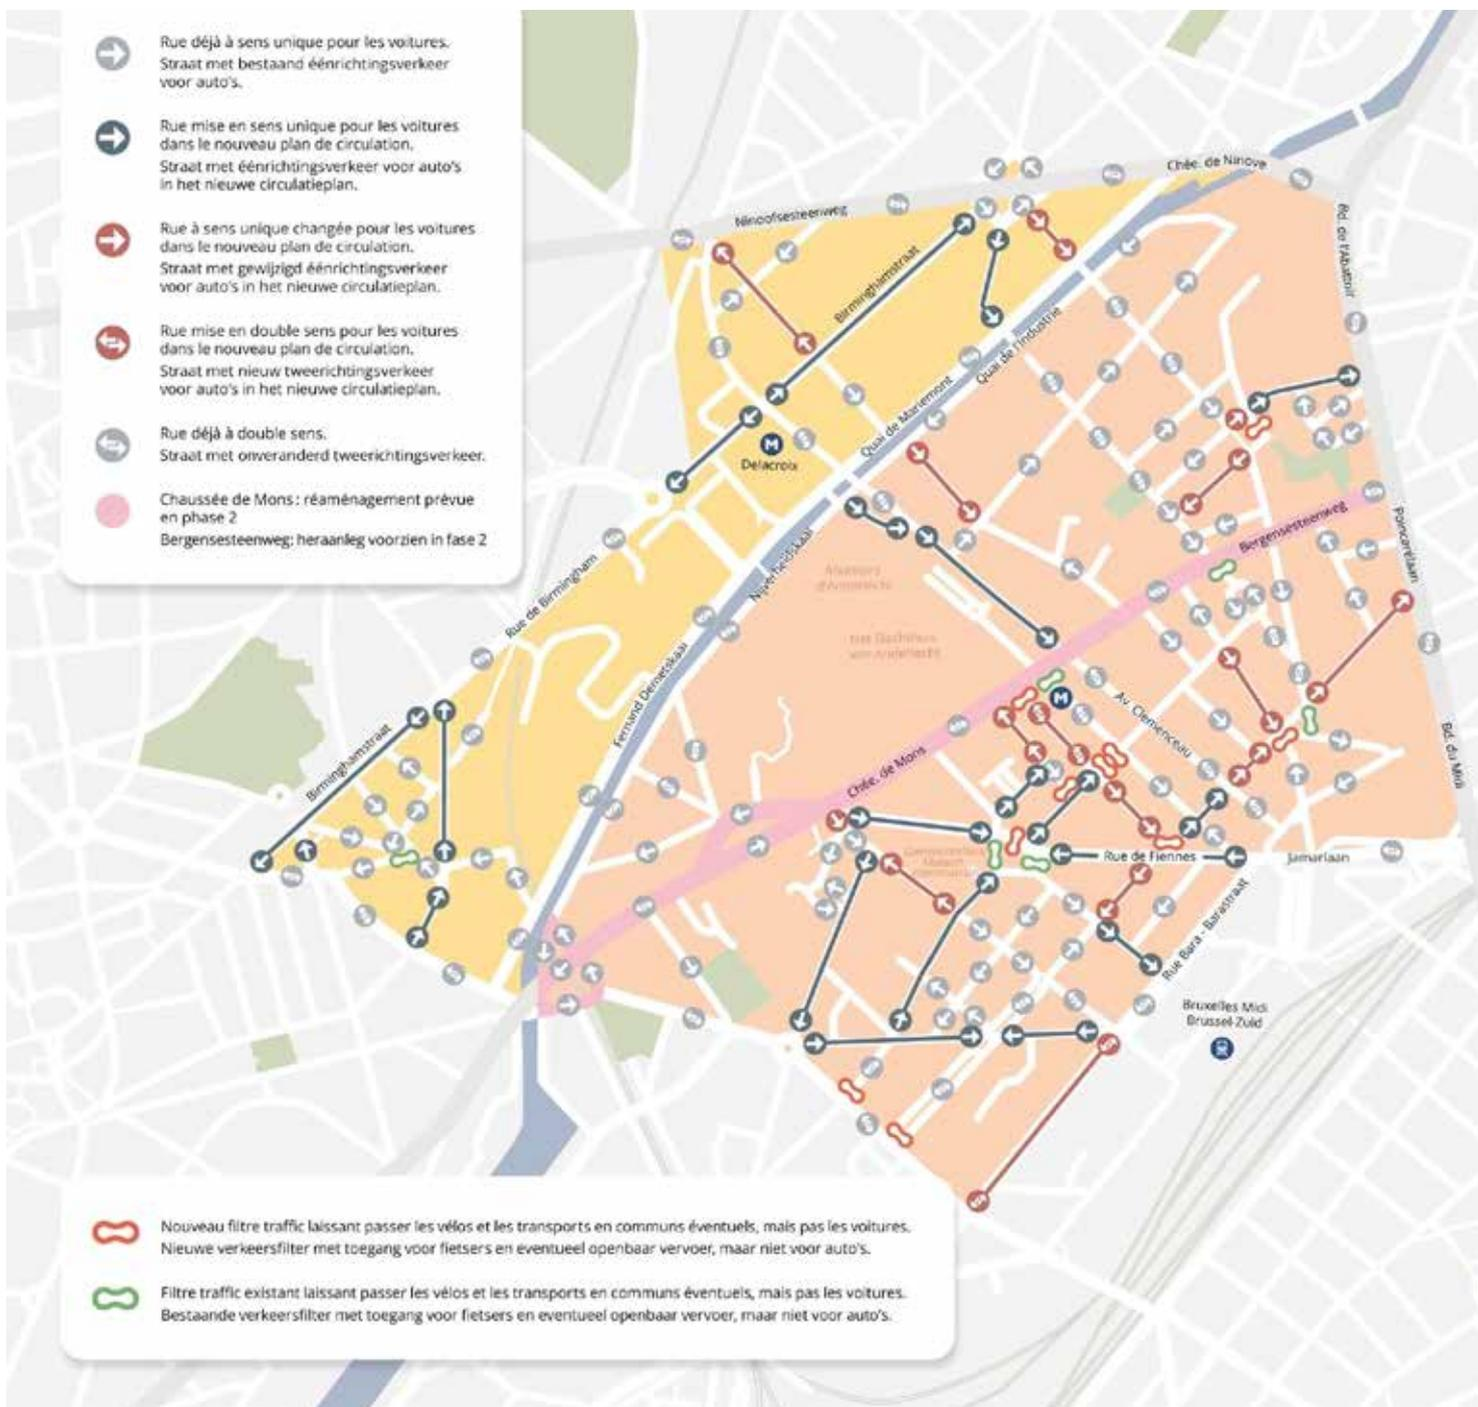 Rue déjà à sens unique pour les voitures.
Straat met bestaand éénrichtingsverkeer
voor auto's.
Rue mise en sens unique pour les voitures
dans le nouveau plan de circulation.
Straat met éénrichtingsverkeer voor auto's
in het nieuwe circulatieplan.
Rue à sens unique changée pour les voitures
dans le nouveau plan de circulation.
Straat met gewijzigd éénrichtingsverkeer
voor auto's in het nieuwe circulatieplan.
Rue mise en double sens pour les voitures
dans le nouveau plan de circulation.
Straat met nieuw tweerichtingsverkeer
voor auto's in het nieuwe circulatieplan.
Rue déjà à double sens.
Straat met onveranderd tweerichtingsverkeer.
Chaussée de Mons : réaménagement prévue
en phase 2
Bergensesteenweg: heraanleg voorzien in fase 2
Chée. de Ninove
Ninoofsesteenweg
Bd. de l'Abattoir
Birminghamstraat
Quai de l'Industrie
Quai de Mariemont
M
Delacroix
Bergensesteenweg
Poincarélaan
Nijverheidskaai
Rue de Birmingham
Abattoirs
d'Anderlecht
Het Slachthuis
van Anderlecht
Fernand Demetskaai
M
Av. Clemenceau
Bd. du Midi
Birminghamstraat
Chée. de Mons
Rue de Fiennes
Jamarlaan
Rue Bara - Barastraat
Bruxelles Midi
Brussel-Zuid
Nouveau filtre traffic laissant passer les vélos et les transports en communs éventuels, mais pas les voitures.
Nieuwe verkeersfilter met toegang voor fietsers en eventueel openbaar vervoer, maar niet voor auto's.
Filtre traffic existant laissant passer les vélos et les transports en communs éventuels, mais pas les voitures.
Bestaande verkeersfilter met toegang voor fietsers en eventueel openbaar vervoer, maar niet voor auto's.